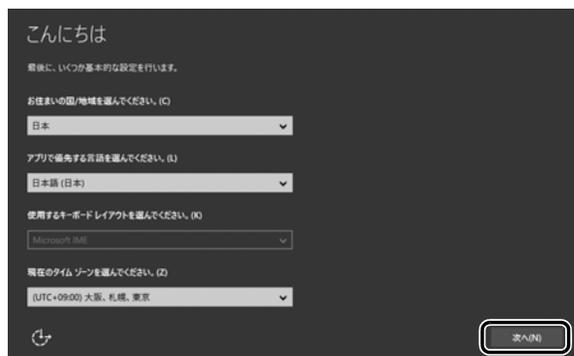 こんにちは
最後に、いくつか基本的な設定を行います。
お住まいの国/地域を選んでください。(C)
日本
アプリで優先する言語を選んでください。(L)
日本語 (日本)
使用するキーボード レイアウトを選んでください。(K)
Microsoft IME
現在のタイム ゾーンを選んでください。(Z)
(UTC+09:00) 大阪、札幌、東京
次へ(N)